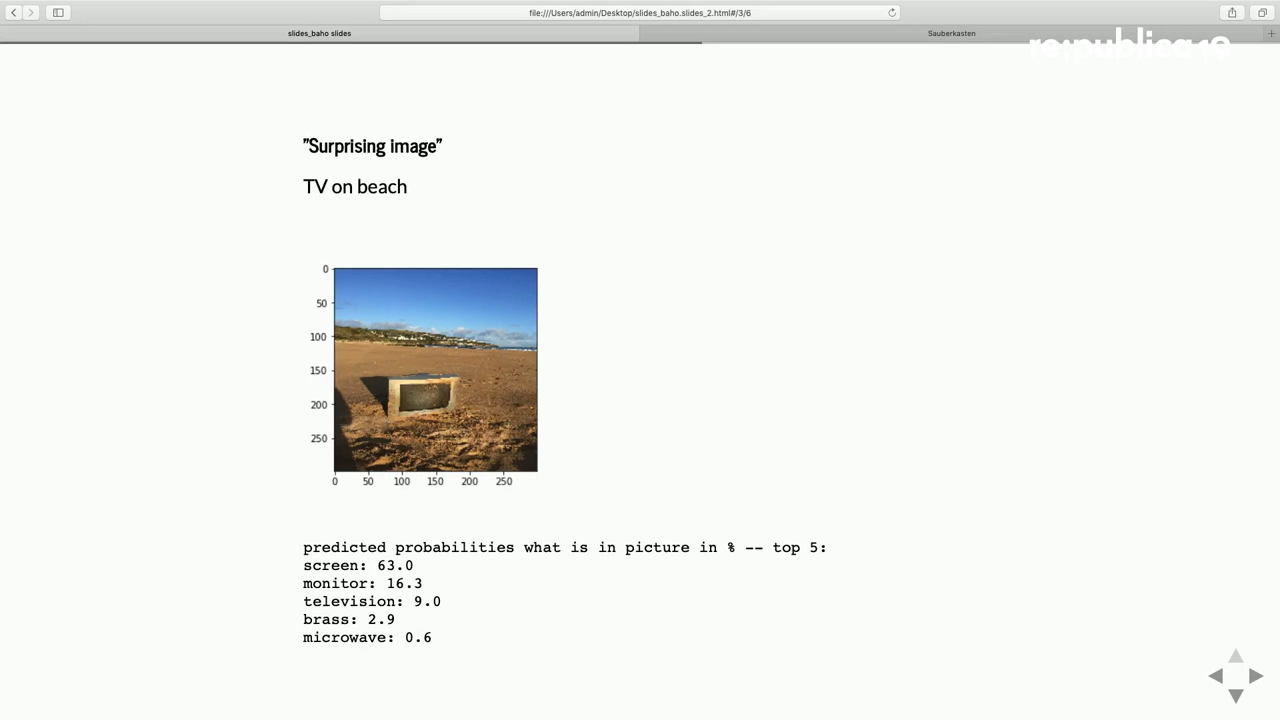 file:///Users/admin/Desktop/slides_baho.slides_2.html#/3/6
slides_baho slides
Sauberkasten
re;publica 19
"Surprising image"
TV on beach
0
50
100
150
200
250
0 50 100 150 200 250
predicted probabilities what is in picture in % -- top 5:
screen: 63.0
monitor: 16.3
television: 9.0
brass: 2.9
microwave: 0.6